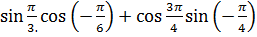 sin π/3. cos (−π/6) + cos 3π/4 sin (−π/4)